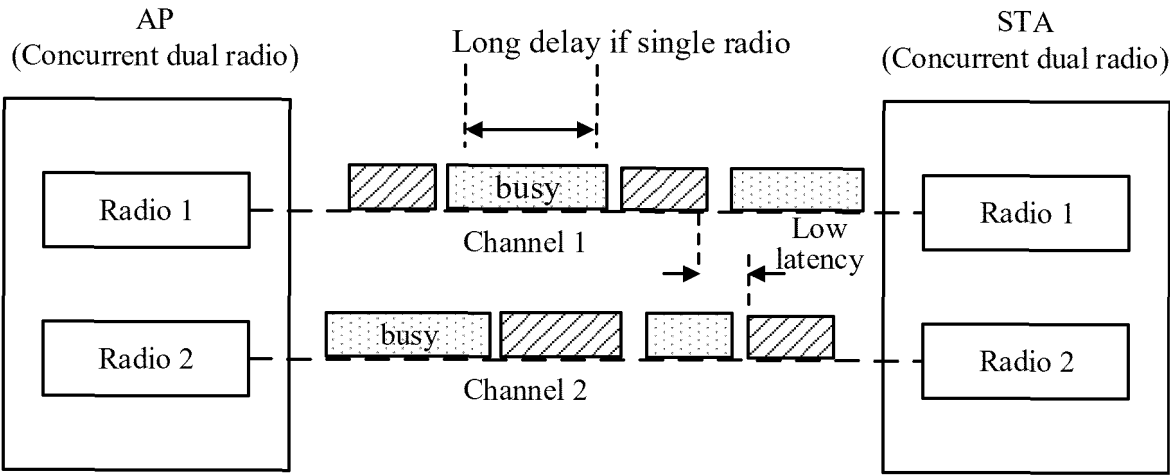 AP
(Concurrent dual radio)
Long delay if single radio
STA
(Concurrent dual radio)
Radio 1
busy
Radio 1
Channel 1
Low
latency
Radio 2
busy
Radio 2
Channel 2